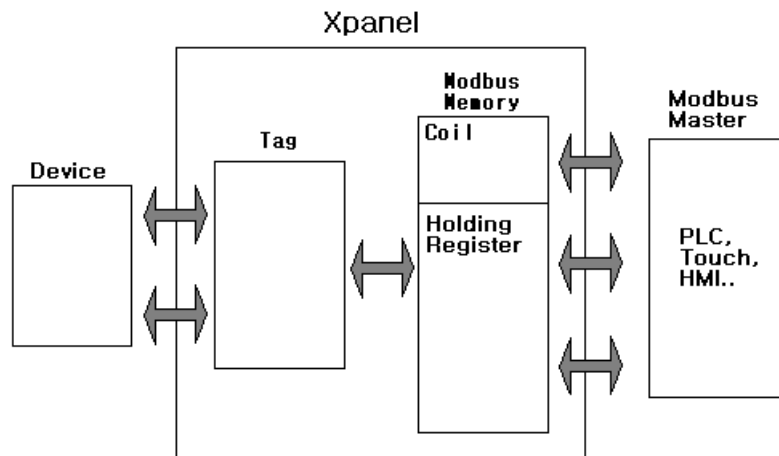 Xpanel
Modbus
Memory
Modbus
Master
Coil
Tag
Device
Holding
Register
PLC,
Touch,
HMI..